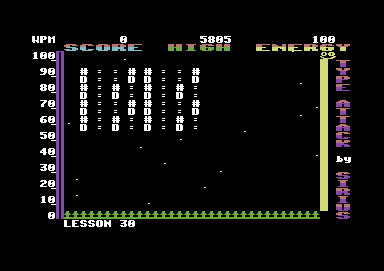 WPM 0 5805 100
SCORE HIGH ENERGY
100
90 # - - # # - - #
D - - D D - - D
80 # - # - # - # -
D - D - D - D -
70 # - - # # - - #
D - - D D - - D
60 # - # - # - # -
D - D - D - D -
50
40
30
20
10
0
LESSON 30
TYPE ATTACK
by
SIRIUS